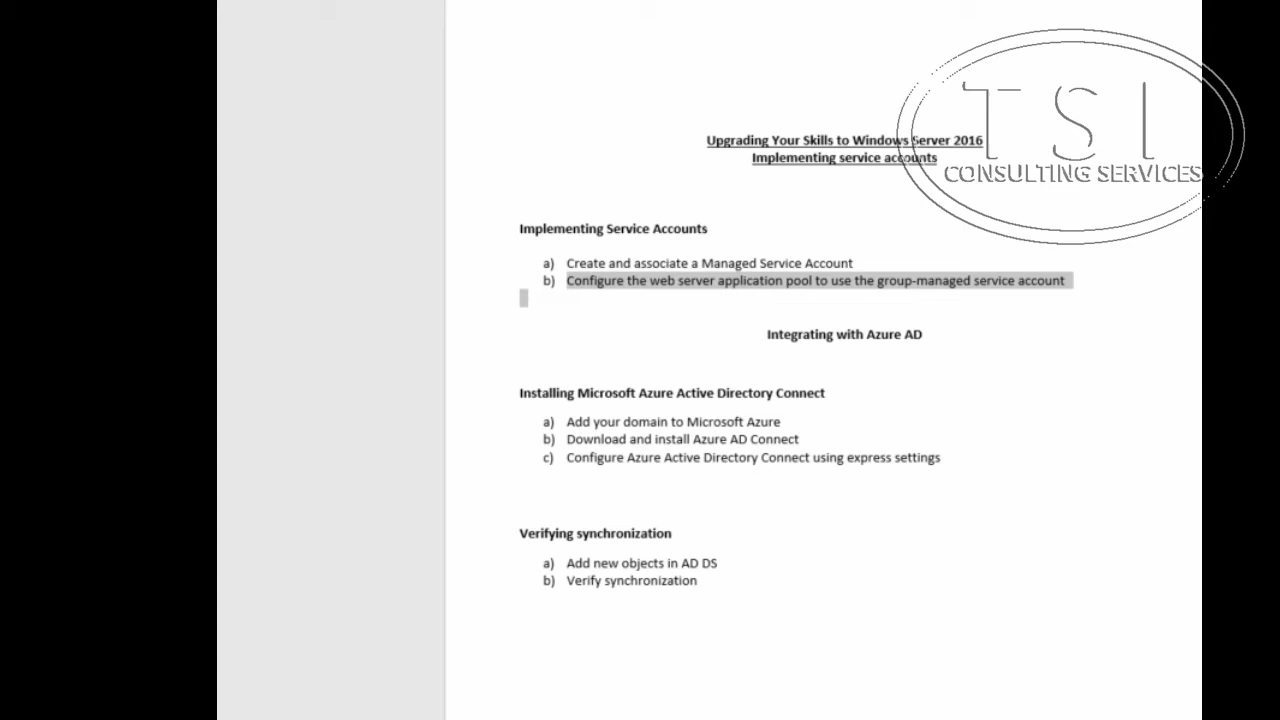 T S I
CONSULTING SERVICES
Upgrading Your Skills to Windows Server 2016
Implementing service accounts
Implementing Service Accounts
a) Create and associate a Managed Service Account
b) Configure the web server application pool to use the group-managed service account
Integrating with Azure AD
Installing Microsoft Azure Active Directory Connect
a) Add your domain to Microsoft Azure
b) Download and install Azure AD Connect
c) Configure Azure Active Directory Connect using express settings
Verifying synchronization
a) Add new objects in AD DS
b) Verify synchronization